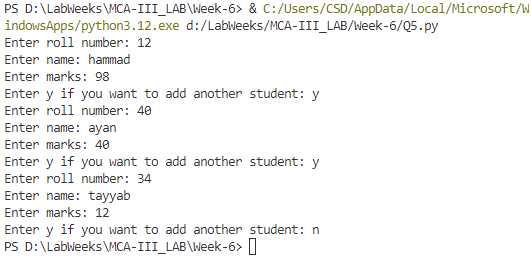 PS D:\LabWeeks\MCA-III_LAB\Week-6> & C:/Users/CSD/AppData/Local/Microsoft/W
indowsApps/python3.12.exe d:/LabWeeks/MCA-III_LAB/Week-6/Q5.py
Enter roll number: 12
Enter name: hammad
Enter marks: 98
Enter y if you want to add another student: y
Enter roll number: 40
Enter name: ayan
Enter marks: 40
Enter y if you want to add another student: y
Enter roll number: 34
Enter name: tayyab
Enter marks: 12
Enter y if you want to add another student: n
PS D:\LabWeeks\MCA-III_LAB\Week-6>